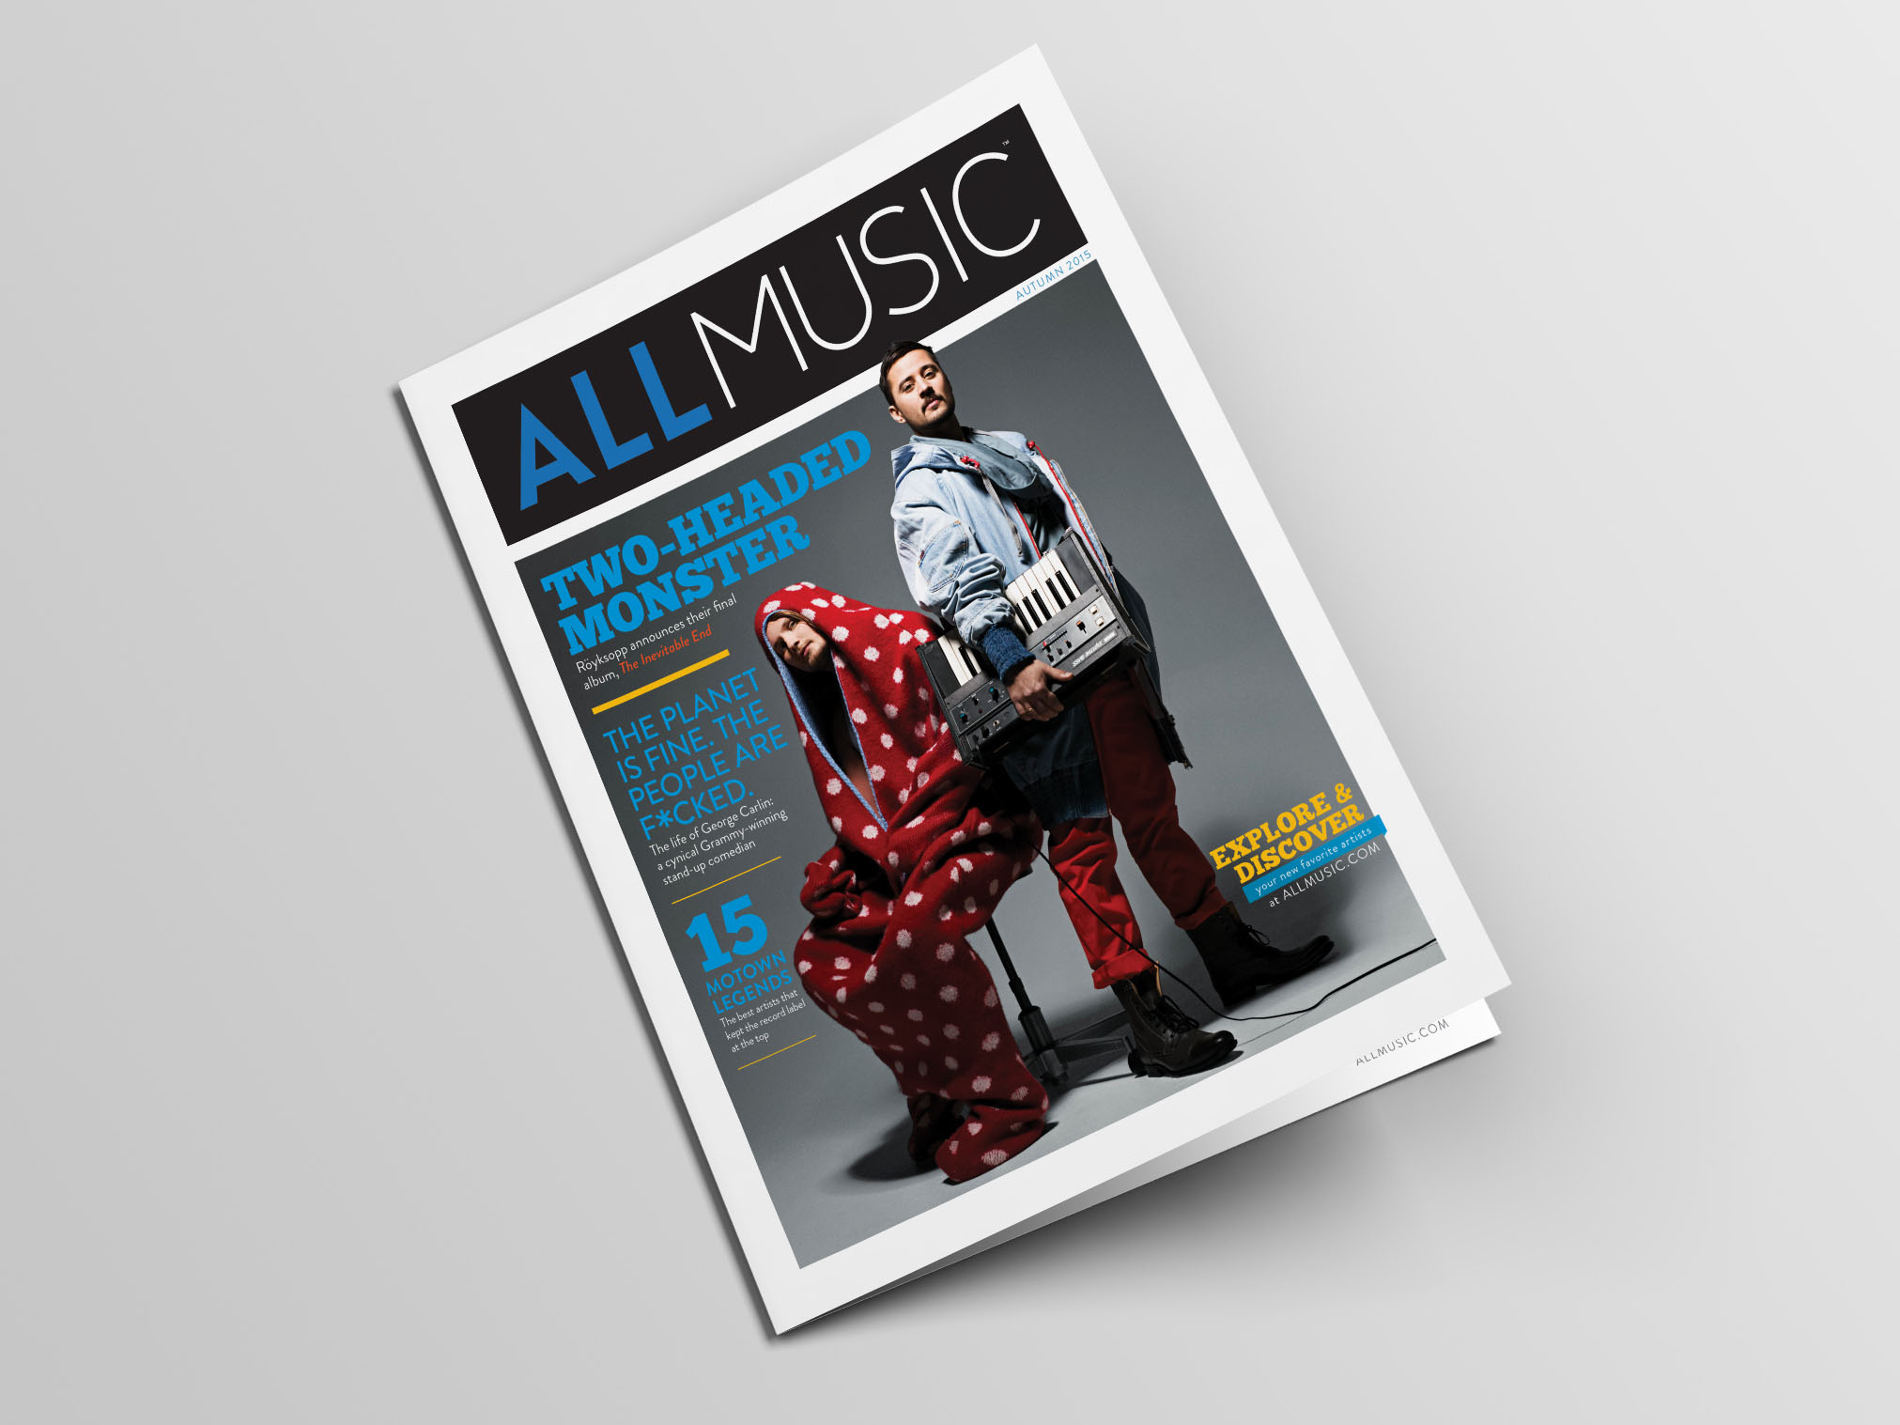 ALLMUSIC™
AUTUMN 2015
TWO-HEADED
MONSTER
Röyksopp announces their final
album, The Inevitable End
THE PLANET
IS FINE. THE
PEOPLE ARE
F*CKED.
The life of George Carlin:
a cynical Grammy-winning
stand-up comedian
15
MOTOWN
LEGENDS
The best artists that
kept the record label
at the top
EXPLORE &
DISCOVER
your new favorite artists
at ALLMUSIC.COM
ALLMUSIC.COM